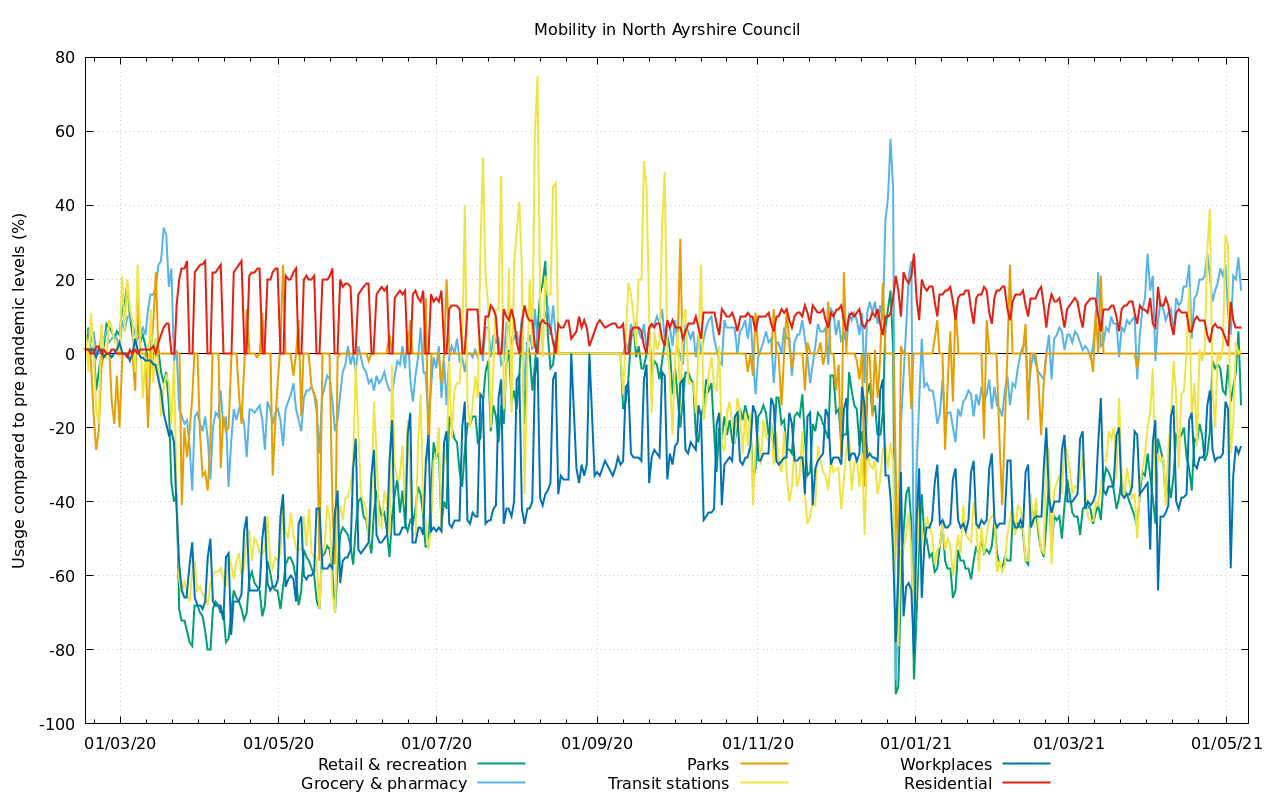 Mobility in North Ayrshire Council
Usage compared to pre pandemic levels (%)
80
60
40
20
0
-20
-40
-60
-80
-100
01/03/20 01/05/20 01/07/20 01/09/20 01/11/20 01/01/21 01/03/21 01/05/21
Retail & recreation Parks Workplaces
Grocery & pharmacy Transit stations Residential